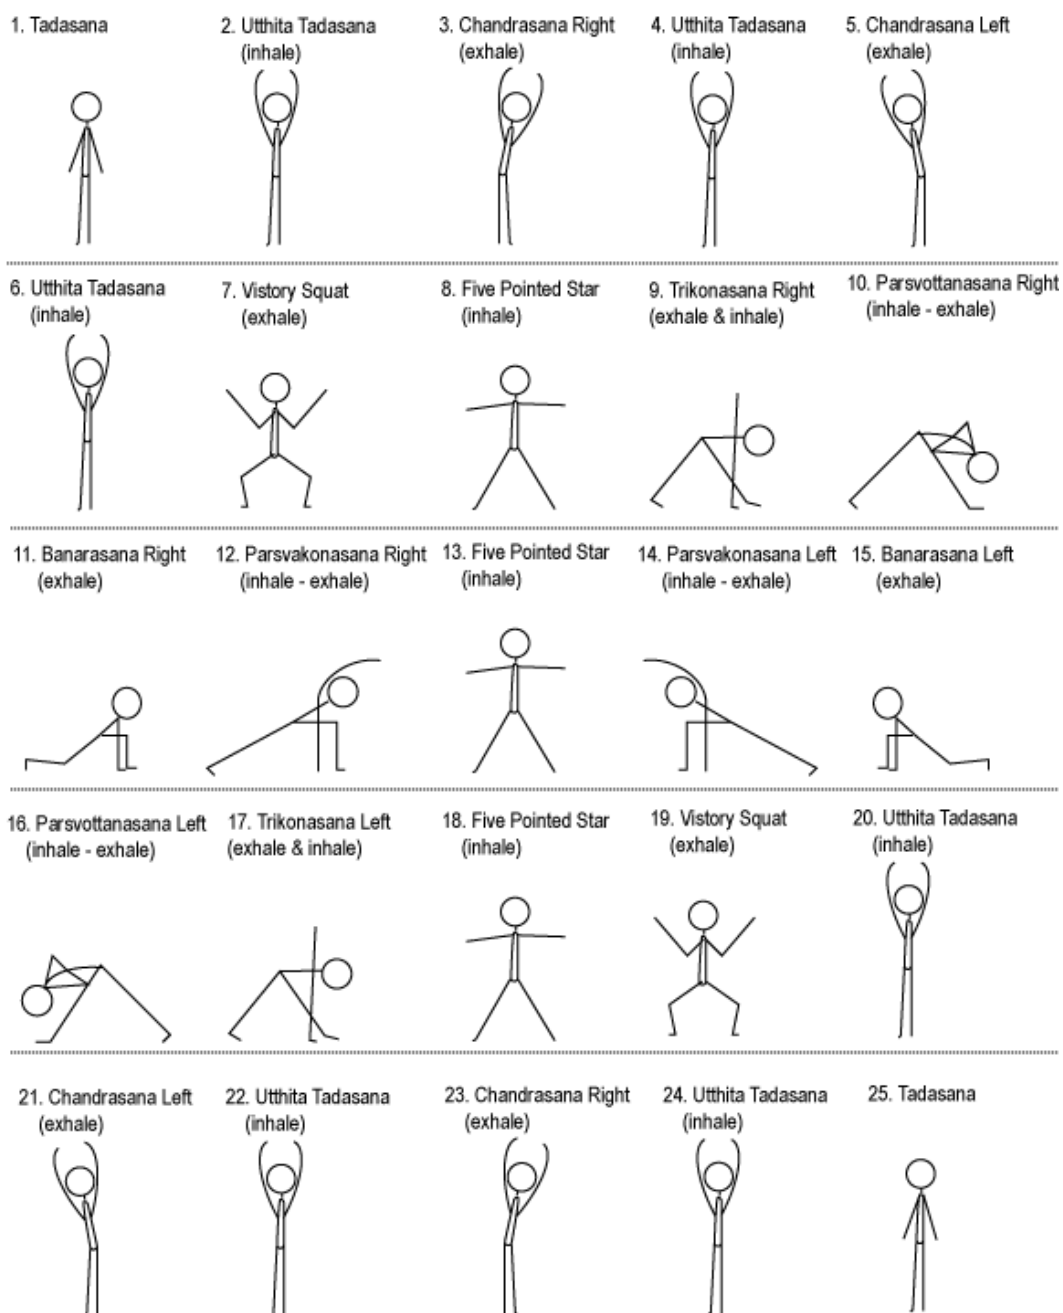 1. Tadasana
2. Utthita Tadasana
(inhale)
3. Chandrasana Right
(exhale)
4. Utthita Tadasana
(inhale)
5. Chandrasana Left
(exhale)
6. Utthita Tadasana
(inhale)
7. Vistory Squat
(exhale)
8. Five Pointed Star
(inhale)
9. Trikonasana Right
(exhale & inhale)
10. Parsvottanasana Right
(inhale - exhale)
11. Banarasana Right
(exhale)
12. Parsvakonasana Right
(inhale - exhale)
13. Five Pointed Star
(inhale)
14. Parsvakonasana Left
(inhale - exhale)
15. Banarasana Left
(exhale)
16. Parsvottanasana Left
(inhale - exhale)
17. Trikonasana Left
(exhale & inhale)
18. Five Pointed Star
(inhale)
19. Vistory Squat
(exhale)
20. Utthita Tadasana
(inhale)
21. Chandrasana Left
(exhale)
22. Utthita Tadasana
(inhale)
23. Chandrasana Right
(exhale)
24. Utthita Tadasana
(inhale)
25. Tadasana